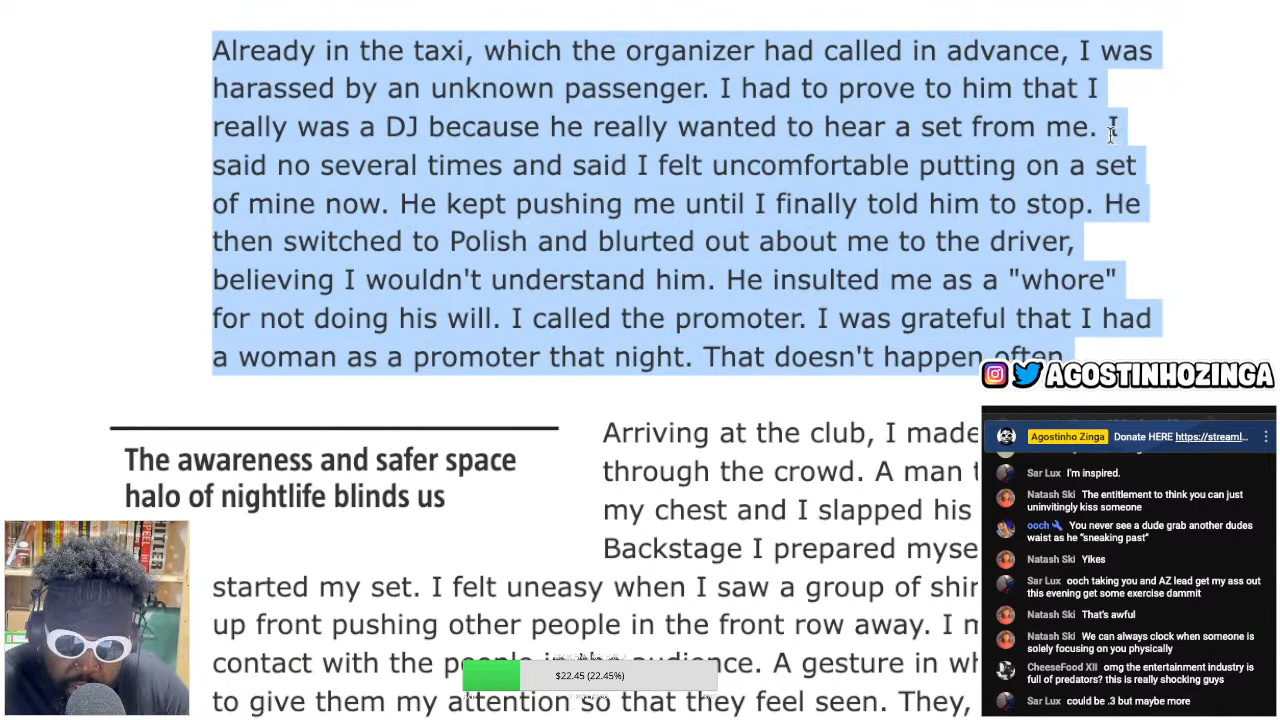 Already in the taxi, which the organizer had called in advance, I was
harassed by an unknown passenger. I had to prove to him that I
really was a DJ because he really wanted to hear a set from me. I
said no several times and said I felt uncomfortable putting on a set
of mine now. He kept pushing me until I finally told him to stop. He
then switched to Polish and blurted out about me to the driver,
believing I wouldn't understand him. He insulted me as a "whore"
for not doing his will. I called the promoter. I was grateful that I had
a woman as a promoter that night. That doesn't happen often
The awareness and safer space
halo of nightlife blinds us
Arriving at the club, I made
through the crowd. A man
my chest and I slapped his
Backstage I prepared
started my set. I felt uneasy when I saw a group of
up front pushing other people in the front row away. I
contact with the audience. A gesture in
to give them my attention so that they feel seen. They,
AGOSTINHOZINGA
Agostinho Zinga Donate HERE https://streaml...
Sar Lux I'm inspired.
Natash Ski The entitlement to think you can just
uninvitingly kiss someone
ooch You never see a dude grab another dudes
waist as he "sneaking past"
Natash Ski Yikes
Sar Lux ooch taking you and AZ lead get my ass out
this evening get some exercise dammit
Natash Ski That's awful
Natash Ski We can always clock when someone is
solely focusing on you physically
CheeseFood XII omg the entertainment industry is
full of predators? this is really shocking guys
Sar Lux could be .3 but maybe more
$22.45 (22.45%)